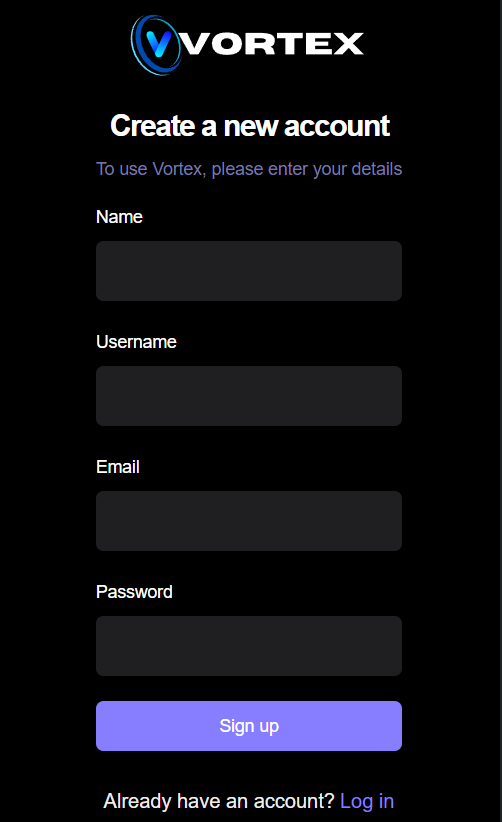 VORTEX
Create a new account
To use Vortex, please enter your details
Name
Username
Email
Password
Sign up
Already have an account? Log in